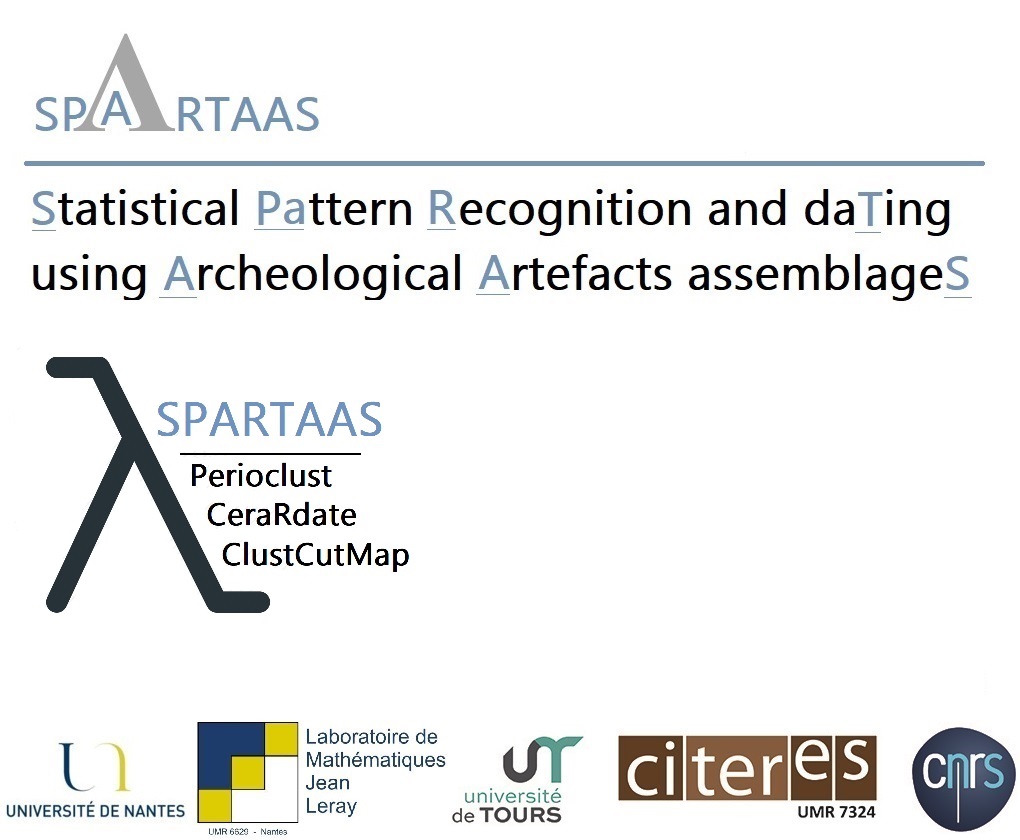 SPARTAAS
Statistical Pattern Recognition and daTing
using Archeological Artefacts assemblageS
SPARTAAS
Perioclust
CeraRdate
ClustCutMap
UNIVERSITÉ DE NANTES
Laboratoire de
Mathématiques
Jean
Leray
UMR 6629 - Nantes
université
de TOURS
citeres
UMR 7324
cnrs